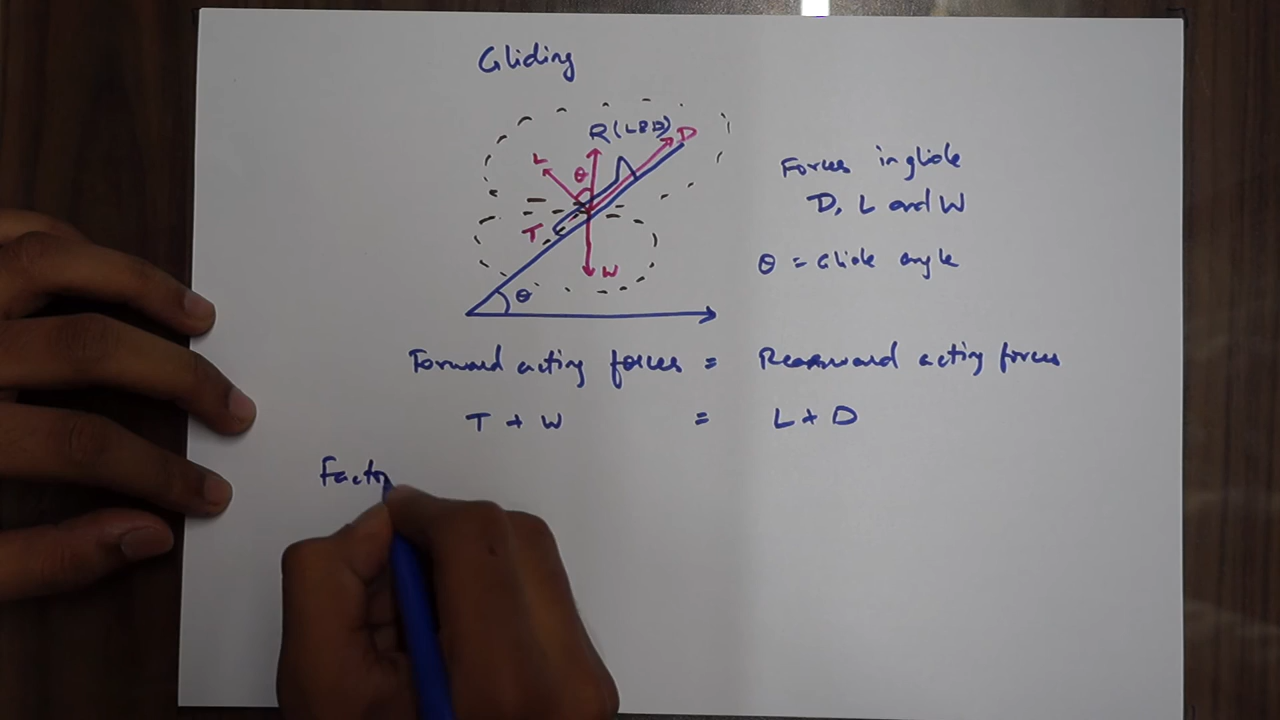 Gliding
R (L&D) D
L θ
T
W
θ
Forces in glide
D, L and W
θ = Glide angle
Forward acting forces = Rearward acting forces
T + W = L + D
Facto